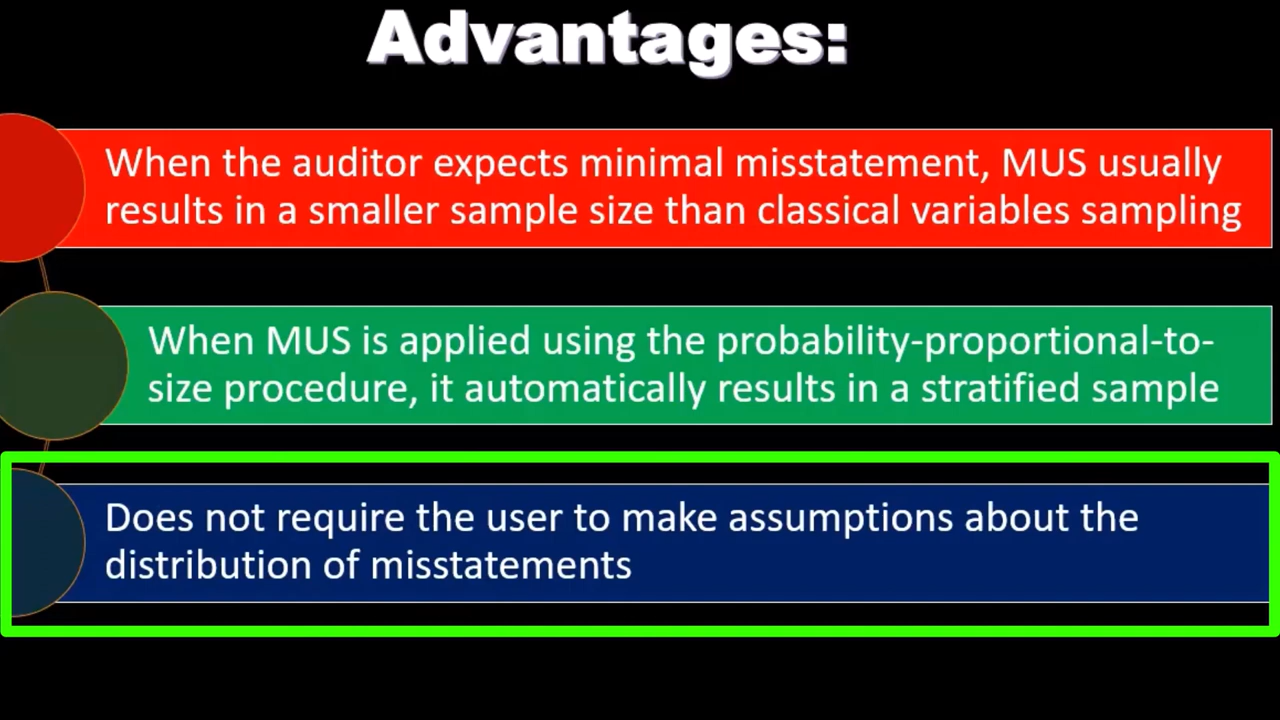 Advantages:
When the auditor expects minimal misstatement, MUS usually
results in a smaller sample size than classical variables sampling
When MUS is applied using the probability-proportional-to-
size procedure, it automatically results in a stratified sample
Does not require the user to make assumptions about the
distribution of misstatements